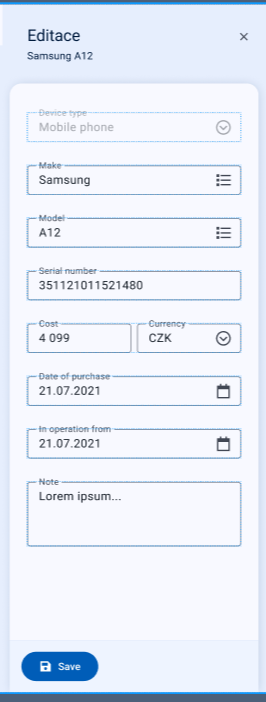 Editace
Samsung A12
Device type
Mobile phone
Make
Samsung
Model
A12
Serial number
351121011521480
Cost
4 099
Currency
CZK
Date of purchase
21.07.2021
In operation from
21.07.2021
Note
Lorem ipsum...
Save